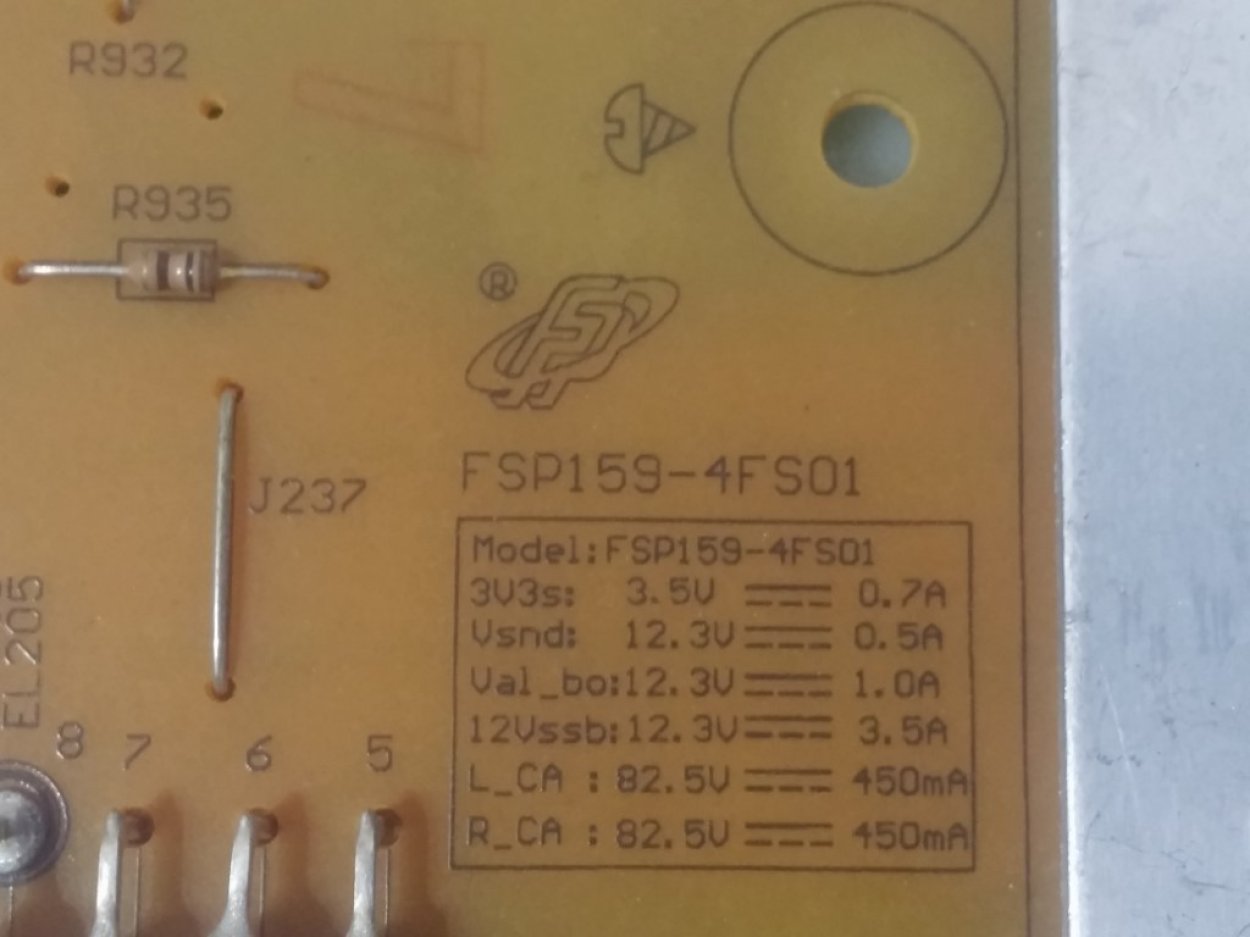 R932
R935
®
FSP
FSP159-4FS01
J237
Model:FSP159-4FS01
3V3s: 3.5V 0.7A
Vsnd: 12.3V 0.5A
Val_bo:12.3V 1.0A
12Vssb:12.3V 3.5A
L_CA : 82.5V 450mA
R_CA : 82.5V 450mA
EL205
8 7 6 5